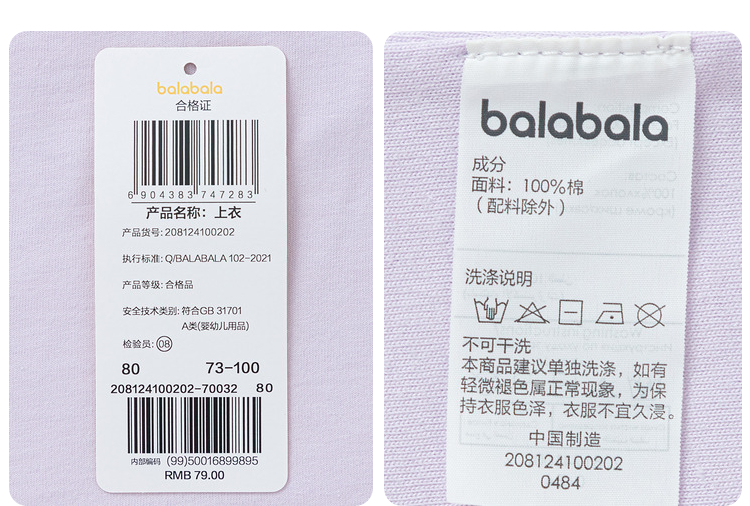 balabala
合格证
6 904383 747283
产品名称：上衣
产品货号: 208124100202
执行标准: Q/BALABALA 102-2021
产品等级: 合格品
安全技术类别: 符合GB 31701
A类(婴幼儿用品)
检验员: 08
80 73-100
208124100202-70032 80
内部编码 (99)50016899895
RMB 79.00
balabala
成分
面料：100%棉
（配料除外）
洗涤说明
不可干洗
本商品建议单独洗涤，如有
轻微褪色属正常现象，为保
持衣服色泽，衣服不宜久浸。
中国制造
208124100202
0484